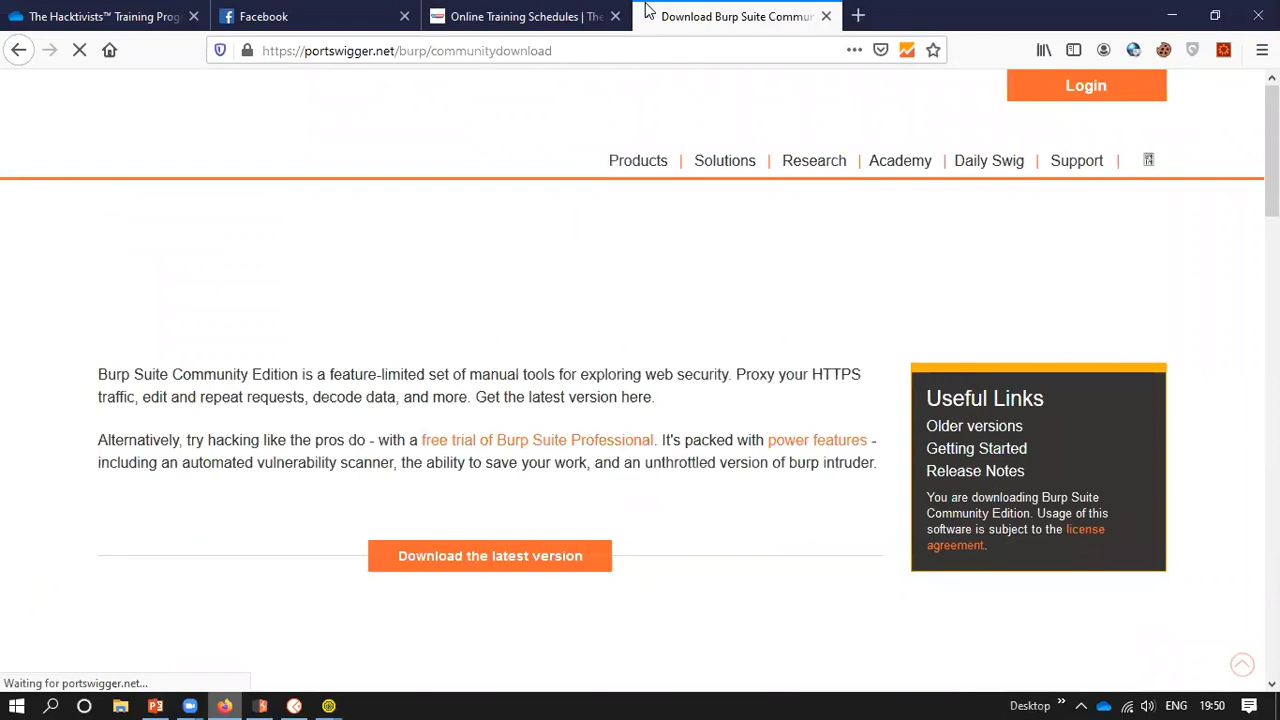 The Hacktivists™ Training Prog
Facebook
Online Training Schedules | The
Download Burp Suite Commun
https://portswigger.net/burp/communitydownload
Login
Products | Solutions | Research | Academy | Daily Swig | Support |
Burp Suite Community Edition is a feature-limited set of manual tools for exploring web security. Proxy your HTTPS
traffic, edit and repeat requests, decode data, and more. Get the latest version here.
Alternatively, try hacking like the pros do - with a free trial of Burp Suite Professional. It's packed with power features -
including an automated vulnerability scanner, the ability to save your work, and an unthrottled version of burp intruder.
Download the latest version
Useful Links
Older versions
Getting Started
Release Notes
You are downloading Burp Suite
Community Edition. Usage of this
software is subject to the license
agreement.
Waiting for portswigger.net...
Desktop
ENG
19:50